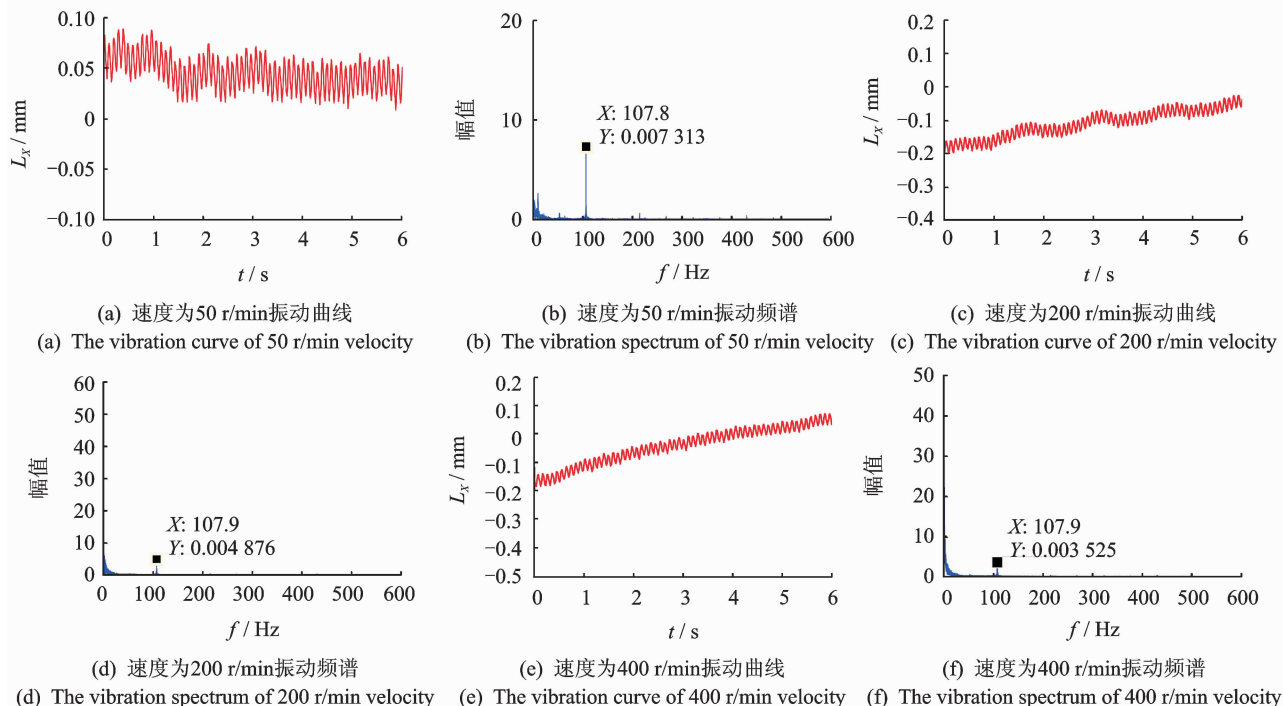 0.10
0.05
0
−0.05
−0.10
L_X / mm
0 1 2 3 4 5 6
t / s
(a) 速度为50 r/min振动曲线
(a) The vibration curve of 50 r/min velocity
20
10
0
幅值
X: 107.8
Y: 0.007 313
0 100 200 300 400 500 600
f / Hz
(b) 速度为50 r/min振动频谱
(b) The vibration spectrum of 50 r/min velocity
0.2
0.1
0
−0.1
−0.2
−0.3
−0.4
L_X / mm
0 1 2 3 4 5 6
t / s
(c) 速度为200 r/min振动曲线
(c) The vibration curve of 200 r/min velocity
60
50
40
30
20
10
0
幅值
X: 107.9
Y: 0.004 876
0 100 200 300 400 500 600
f / Hz
(d) 速度为200 r/min振动频谱
(d) The vibration spectrum of 200 r/min velocity
0.2
0.1
0
−0.1
−0.2
−0.3
−0.4
−0.5
L_X / mm
0 1 2 3 4 5 6
t / s
(e) 速度为400 r/min振动曲线
(e) The vibration curve of 400 r/min velocity
50
40
30
20
10
0
幅值
X: 107.9
Y: 0.003 525
0 100 200 300 400 500 600
f / Hz
(f) 速度为400 r/min振动频谱
(f) The vibration spectrum of 400 r/min velocity